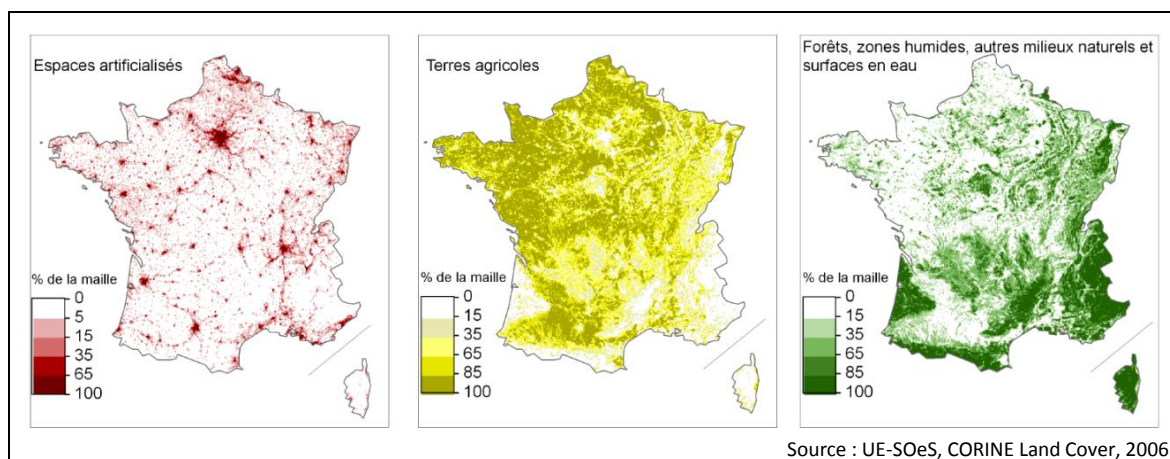 Espaces artificialisés
% de la maille
0
5
15
35
65
100
Terres agricoles
% de la maille
0
15
35
65
85
100
Forêts, zones humides, autres milieux naturels et
surfaces en eau
% de la maille
0
15
35
65
85
100
Source : UE-SOeS, CORINE Land Cover, 2006